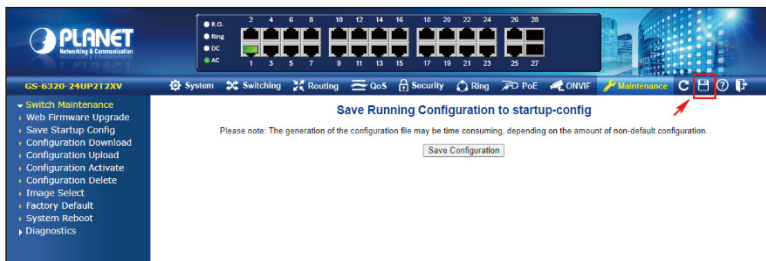 PLANET
Networking & Communication
R.O.
Ring
DC
AC
2 4 6 8 10 12 14 16 18 20 22 24 26 28
1 3 5 7 9 11 13 15 17 19 21 23 25 27
GS-6320-24UP2T2XV
System Switching Routing QoS Security Ring PoE ONVIF Maintenance
Switch Maintenance
Web Firmware Upgrade
Save Startup Config
Configuration Download
Configuration Upload
Configuration Activate
Configuration Delete
Image Select
Factory Default
System Reboot
Diagnostics
Save Running Configuration to startup-config
Please note: The generation of the configuration file may be time consuming, depending on the amount of non-default configuration.
Save Configuration